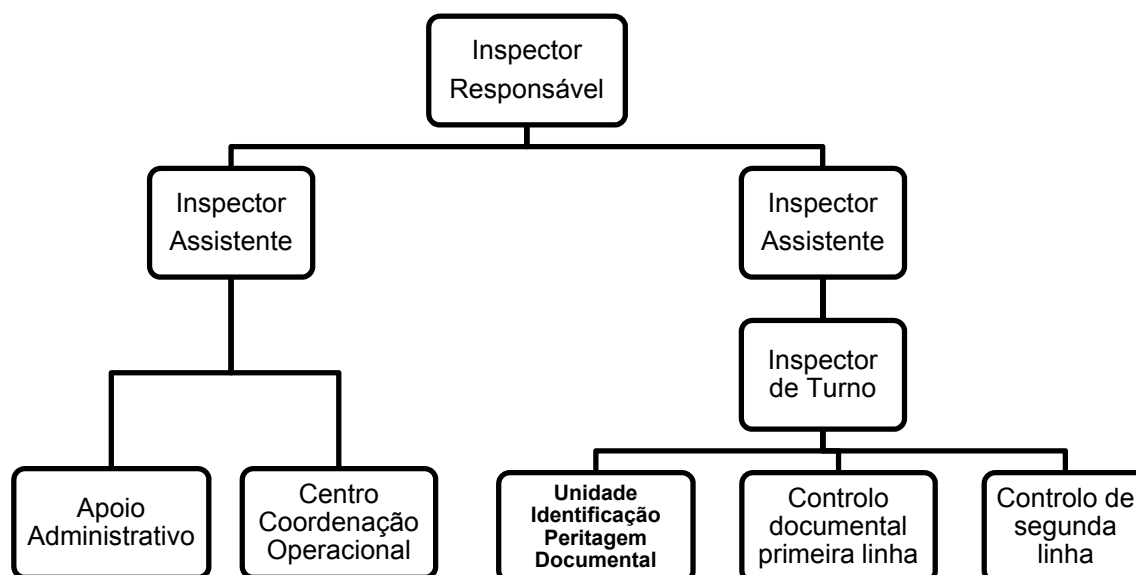 Inspector
Responsável
Inspector
Assistente
Inspector
Assistente
Inspector
de Turno
Apoio
Administrativo
Centro
Coordenação
Operacional
Unidade
Identificação
Peritagem
Documental
Controlo
documental
primeira linha
Controlo de
segunda
linha